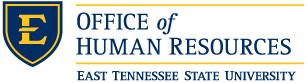 E
OFFICE of
HUMAN RESOURCES
EAST TENNESSEE STATE UNIVERSITY